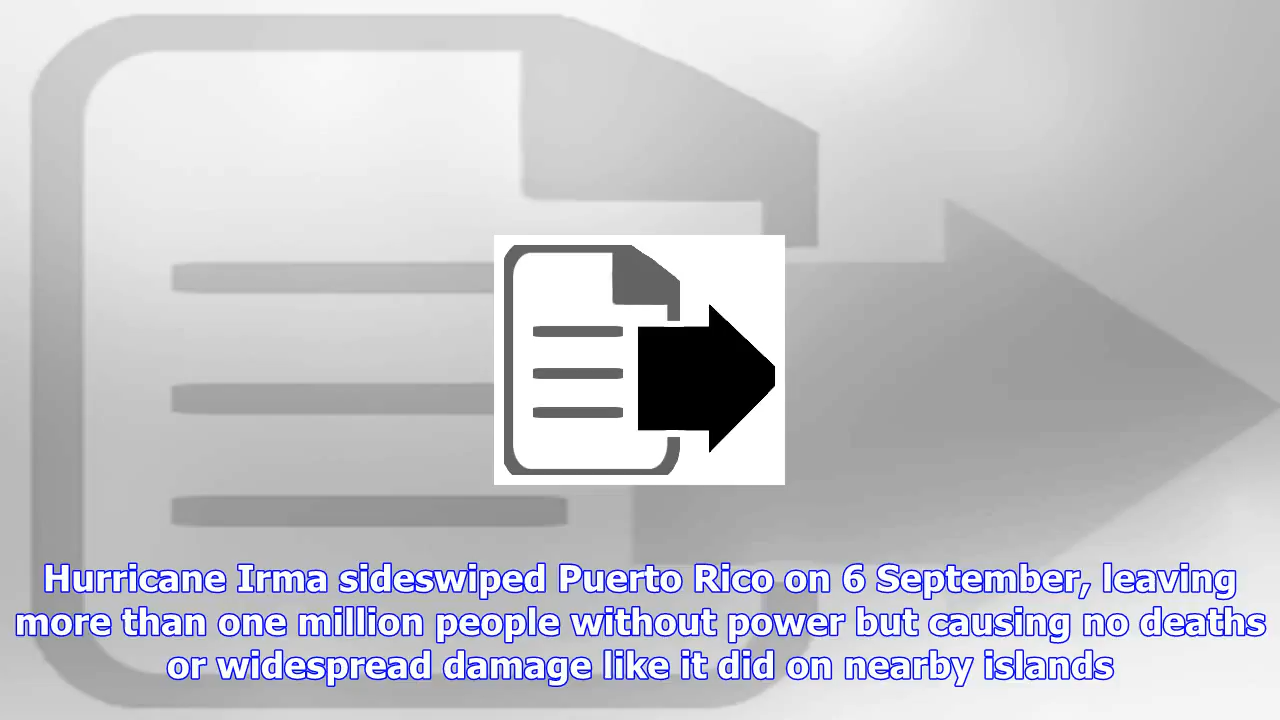 Hurricane Irma sideswiped Puerto Rico on 6 September, leaving
more than one million people without power but causing no deaths
or widespread damage like it did on nearby islands